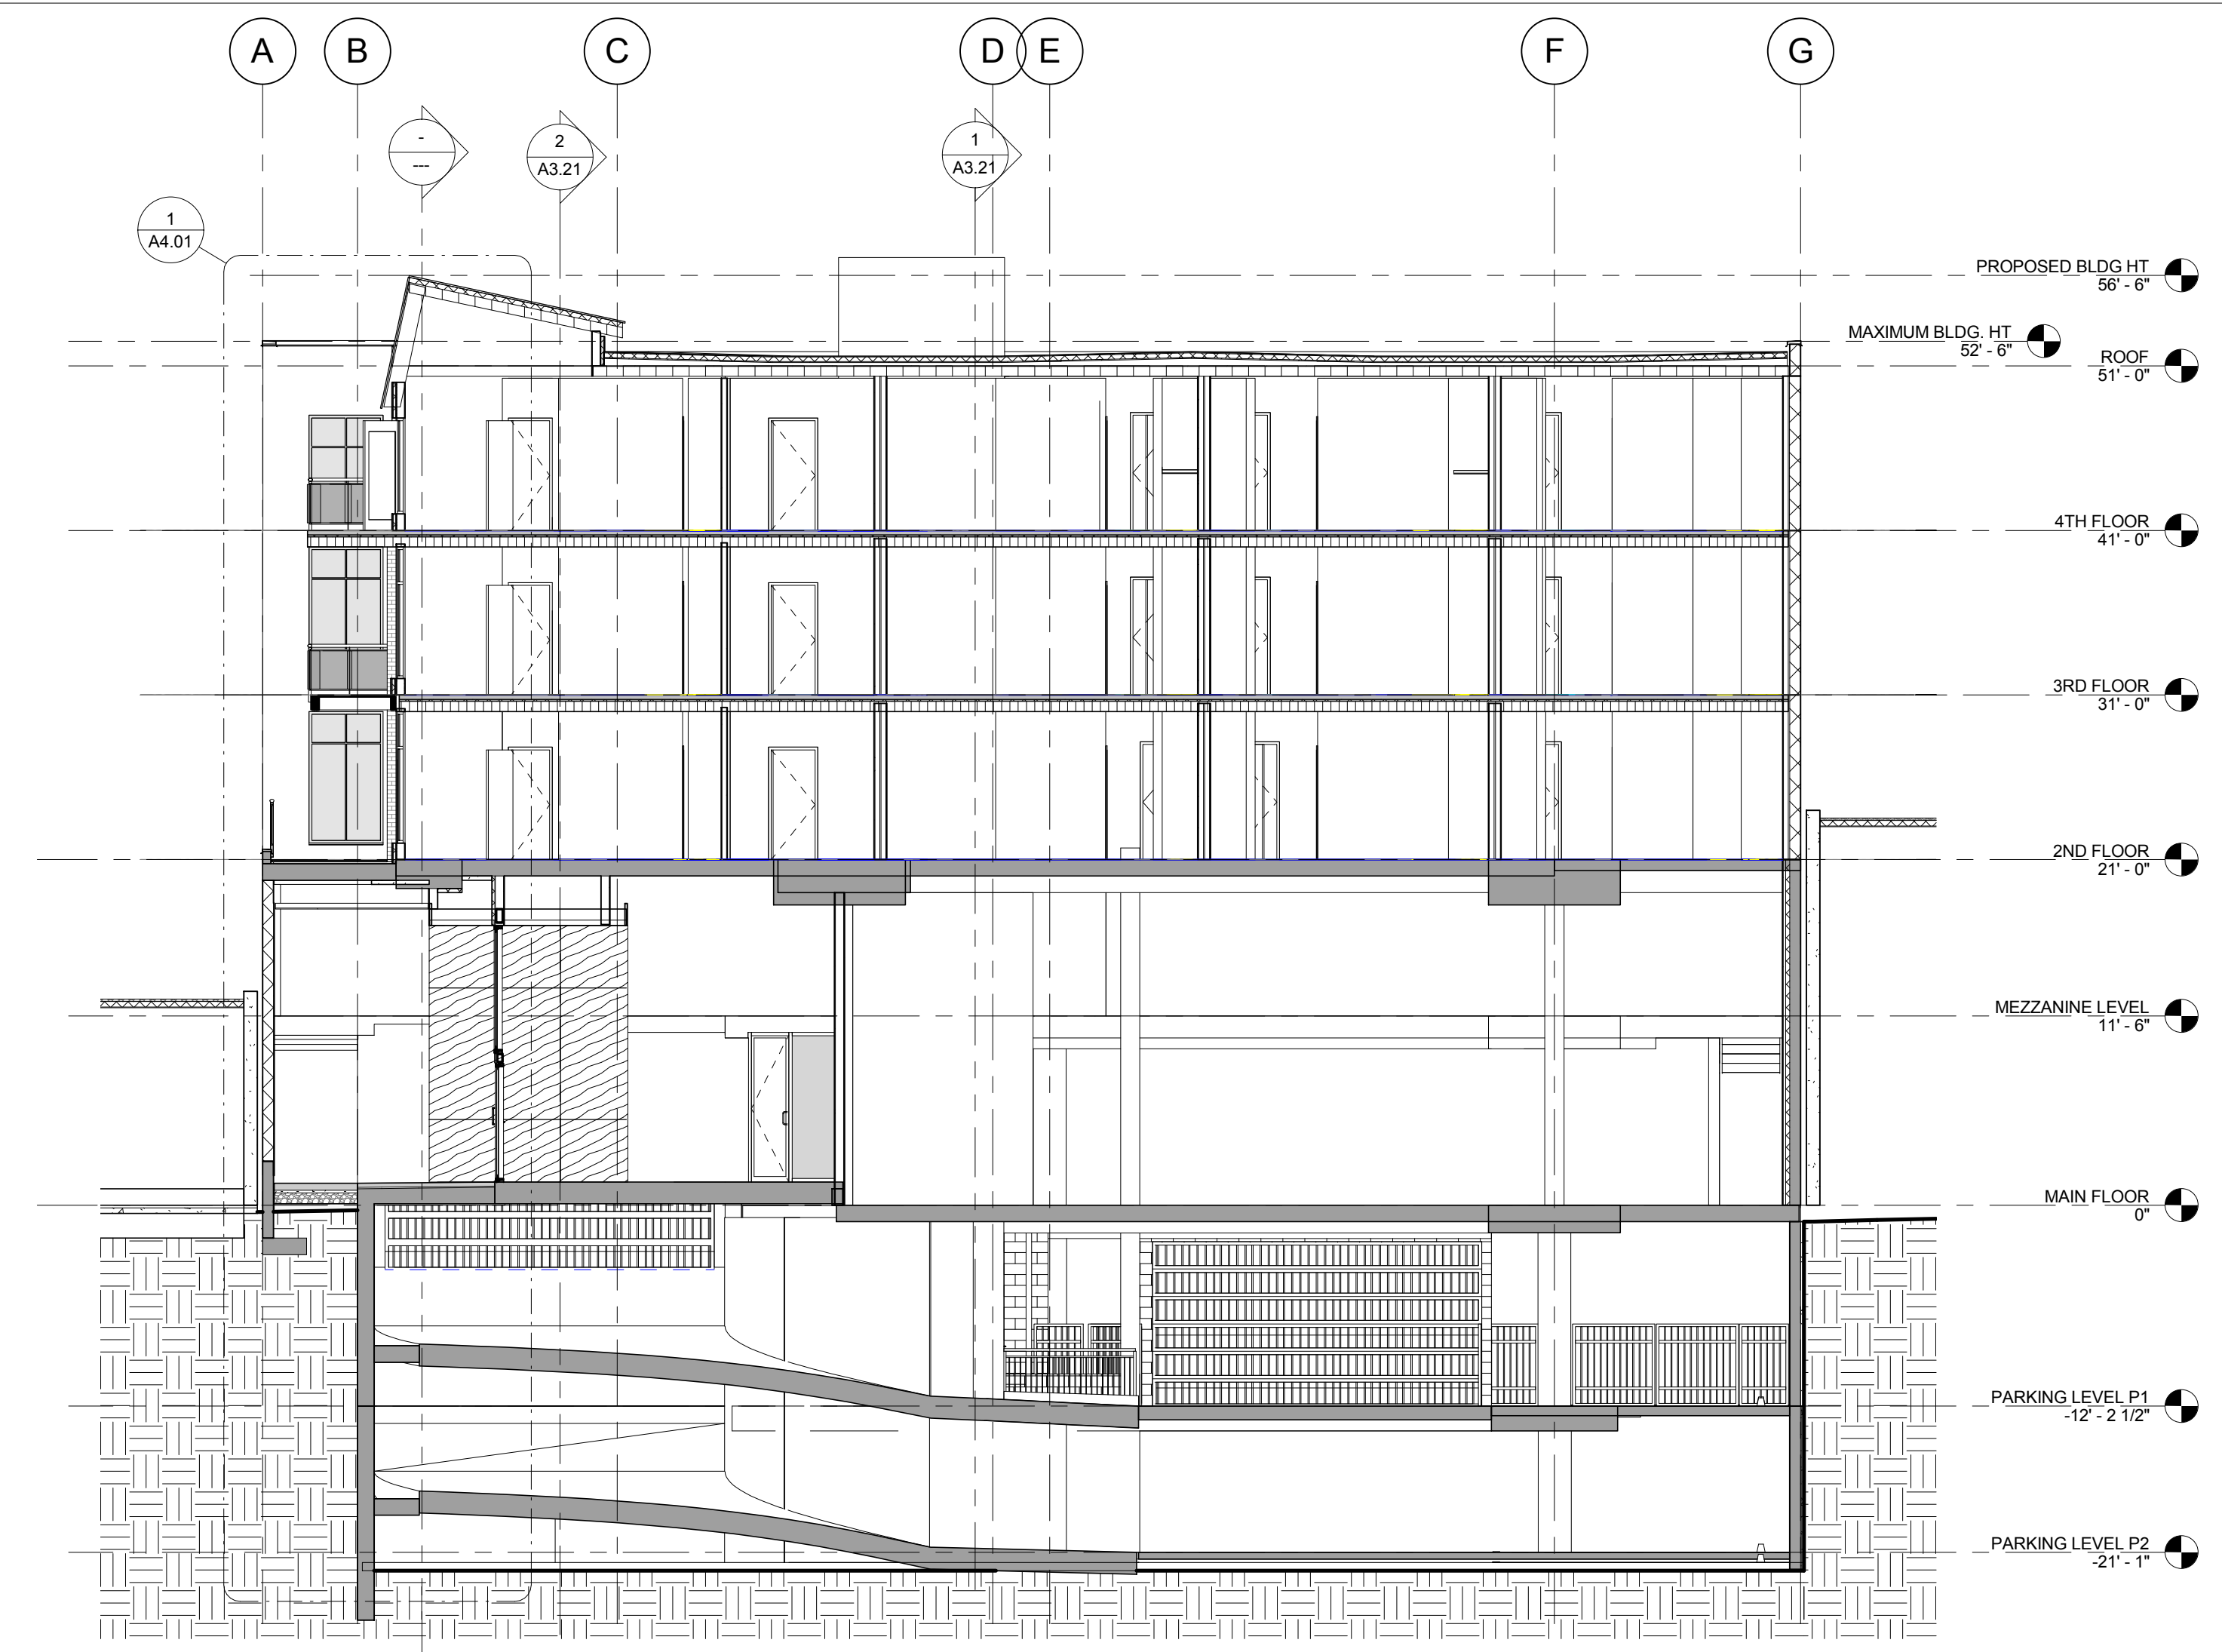 A
B
C
D
E
F
G
-
---
2
A3.21
1
A3.21
1
A4.01
PROPOSED BLDG HT
56' - 6"
MAXIMUM BLDG. HT
52' - 6"
ROOF
51' - 0"
4TH FLOOR
41' - 0"
3RD FLOOR
31' - 0"
2ND FLOOR
21' - 0"
MEZZANINE LEVEL
11' - 6"
MAIN FLOOR
0"
PARKING LEVEL P1
-12' - 2 1/2"
PARKING LEVEL P2
-21' - 1"